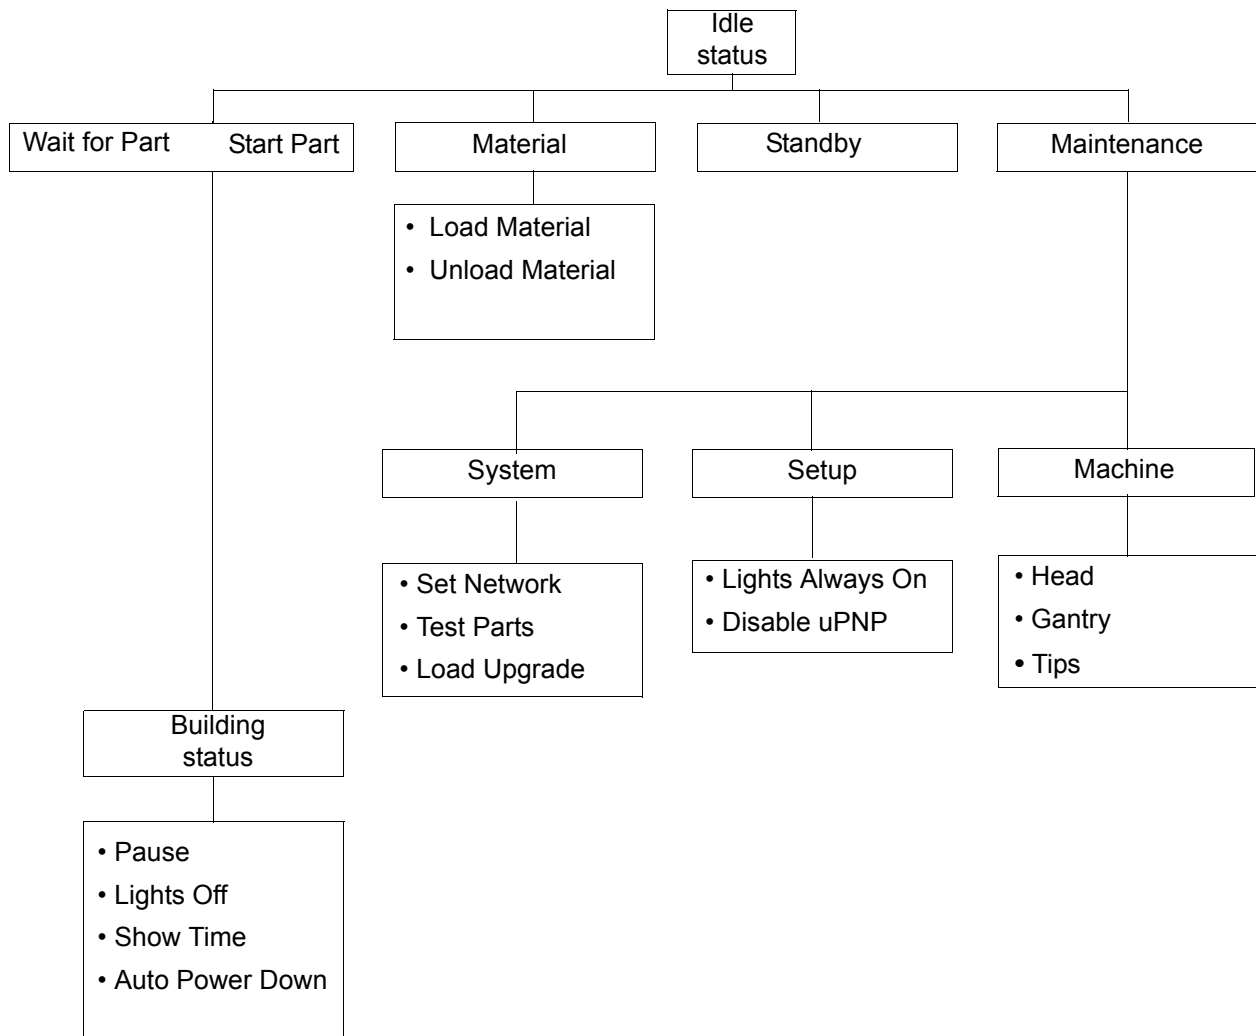 Idle
status
Wait for Part
Start Part
Material
Standby
Maintenance
• Load Material
• Unload Material
System
Setup
Machine
• Set Network
• Test Parts
• Load Upgrade
• Lights Always On
• Disable uPNP
• Head
• Gantry
• Tips
Building
status
• Pause
• Lights Off
• Show Time
• Auto Power Down